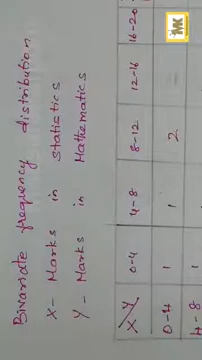 Bivariate frequency distribution
X - Marks in Statistics
Y - Marks in Mathematics
X Y 0-4 4-8 8-12 12-16 16-20
0-4 1 1 2
4-8 1
MK